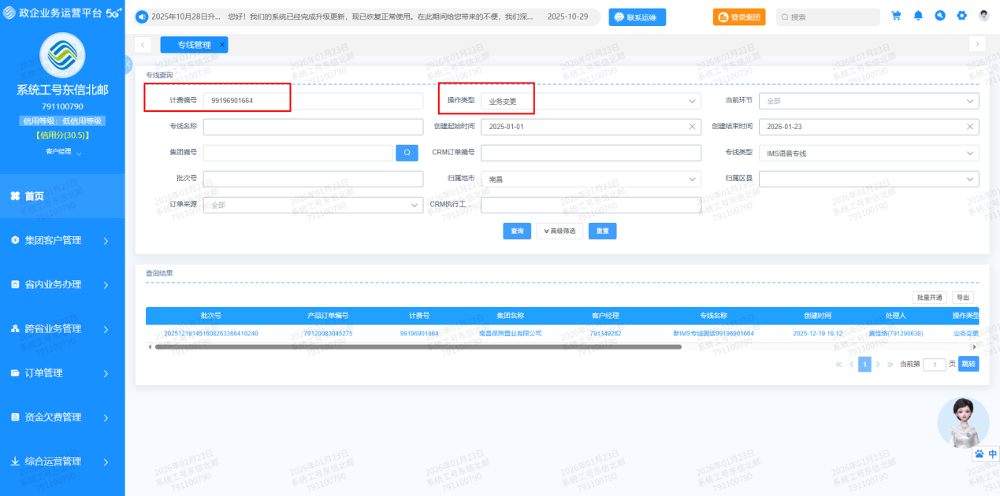 政企业务运营平台 5G
2025年10月28日升... 您好！我们的系统已经完成升级更新，现已恢复正常使用。在此期间给您带来的不便，我们深... 2025-10-29
联系运维
登录集团
搜索
系统工号东信北邮
791100790
信用等级：低信用等级
【信用分(30.5)】
客户经理
首页
集团客户管理
省内业务办理
跨省业务管理
订单管理
资金欠费管理
综合运营管理
专线管理 ×
专线查询
计费编号 99196901664 操作类型 业务变更 当前环节 全部
专线名称 创建起始时间 2025-01-01 创建结束时间 2026-01-23
集团编号 CRM订单编号 专线类型 IMS语音专线
批次号 归属地市 南昌 归属区县
订单来源 全部 CRM执行工...
查询 高级筛选 重置
查询结果
批量开通 导出
批次号 产品订单编号 计费号 集团名称 客户经理 专线名称 创建时间 处理人 操作类型
20251219145160826336641​0240 79120083045275 99196901664 南昌保煦置业有限公司 791349282 新IMS专线固话99196901664 2025-12-19 16:12 (791290638) 业务变更
« < 1 > » 当前第 1 页 跳转
中
2026年01月23日
系统工号东信北邮
791100790